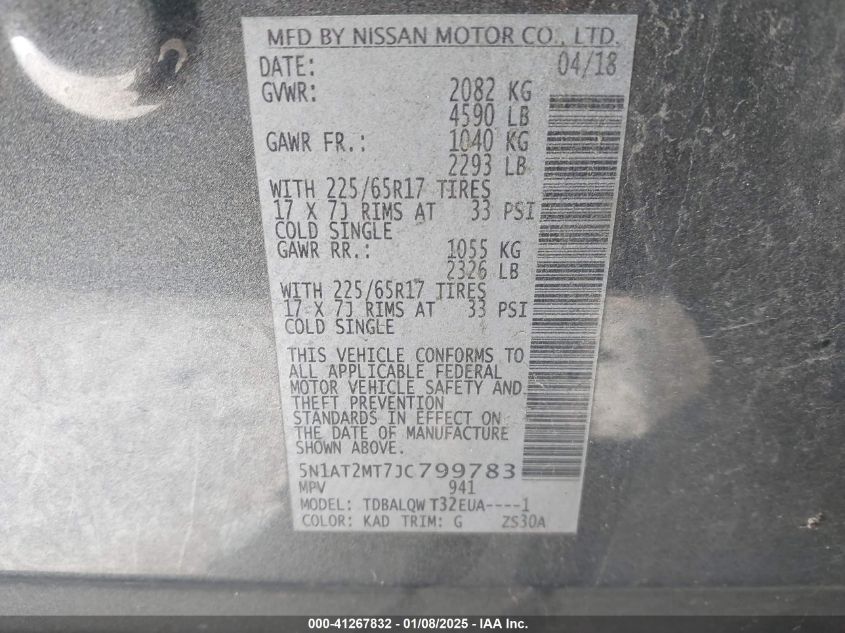 MFD BY NISSAN MOTOR CO., LTD.
DATE: 04/18
GVWR: 2082 KG
4590 LB
GAWR FR.: 1040 KG
2293 LB
WITH 225/65R17 TIRES
17 X 7J RIMS AT 33 PSI
COLD SINGLE
GAWR RR.: 1055 KG
2326 LB
WITH 225/65R17 TIRES
17 X 7J RIMS AT 33 PSI
COLD SINGLE
THIS VEHICLE CONFORMS TO
ALL APPLICABLE FEDERAL
MOTOR VEHICLE SAFETY AND
THEFT PREVENTION
STANDARDS IN EFFECT ON
THE DATE OF MANUFACTURE
SHOWN ABOVE.
5N1AT2MT7JC799783
MPV 941
MODEL: TDBALQW T32EUA----1
COLOR: KAD TRIM: G ZS30A
000-41267832 - 01/08/2025 - IAA Inc.